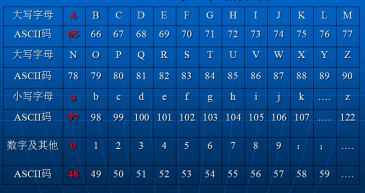 大写字母 A B C D E F G H I J K L M
ASCII码 65 66 67 68 69 70 71 72 73 74 75 76 77
大写字母 N O P Q R S T U V W X Y Z
ASCII码 78 79 80 81 82 83 84 85 86 87 88 89 90
小写字母 a b c d e f g h i j k …. z
ASCII码 97 98 99 100 101 102 103 104 105 106 107 …. 122
数字及其他 0 1 2 3 4 5 6 7 8 9 : ; ….
ASCII码 48 49 50 51 52 53 54 55 56 57 58 59 ….